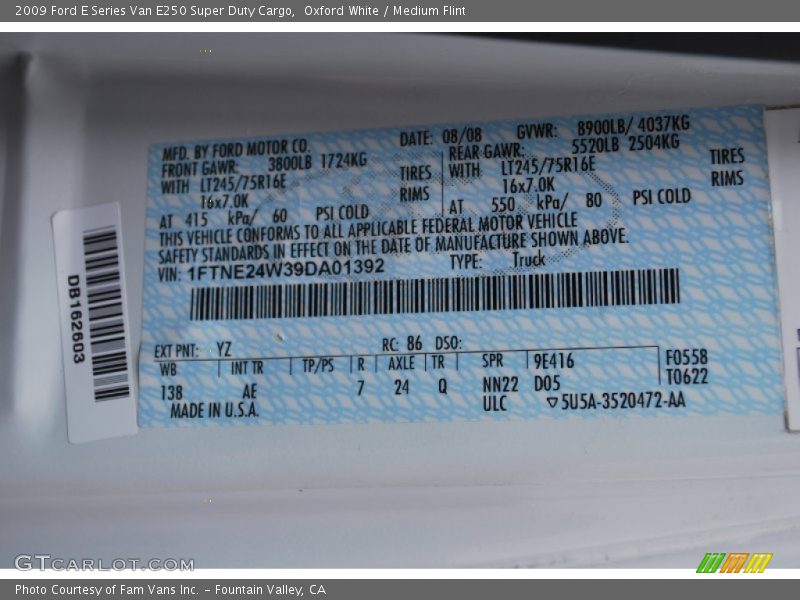 2009 Ford E Series Van E250 Super Duty Cargo, Oxford White / Medium Flint
MFD. BY FORD MOTOR CO. DATE: 08/08 GVWR: 8900LB/ 4037KG
FRONT GAWR: 3800LB 1724KG REAR GAWR: 5520LB 2504KG
WITH LT245/75R16E TIRES WITH LT245/75R16E TIRES
16x7.0K RIMS 16x7.0K RIMS
AT 415 kPa/ 60 PSI COLD AT 550 kPa/ 80 PSI COLD
THIS VEHICLE CONFORMS TO ALL APPLICABLE FEDERAL MOTOR VEHICLE
SAFETY STANDARDS IN EFFECT ON THE DATE OF MANUFACTURE SHOWN ABOVE.
VIN: 1FTNE24W39DA01392 TYPE: Truck
DB162603
EXT PNT: YZ RC: 86 DSO:
WB INT TR TP/PS R AXLE TR SPR 9E416 F0558
138 AE 7 24 Q NN22 D05 T0622
MADE IN U.S.A. ULC ▽5U5A-3520472-AA
GTCARLOT.COM
Photo Courtesy of Fam Vans Inc. - Fountain Valley, CA